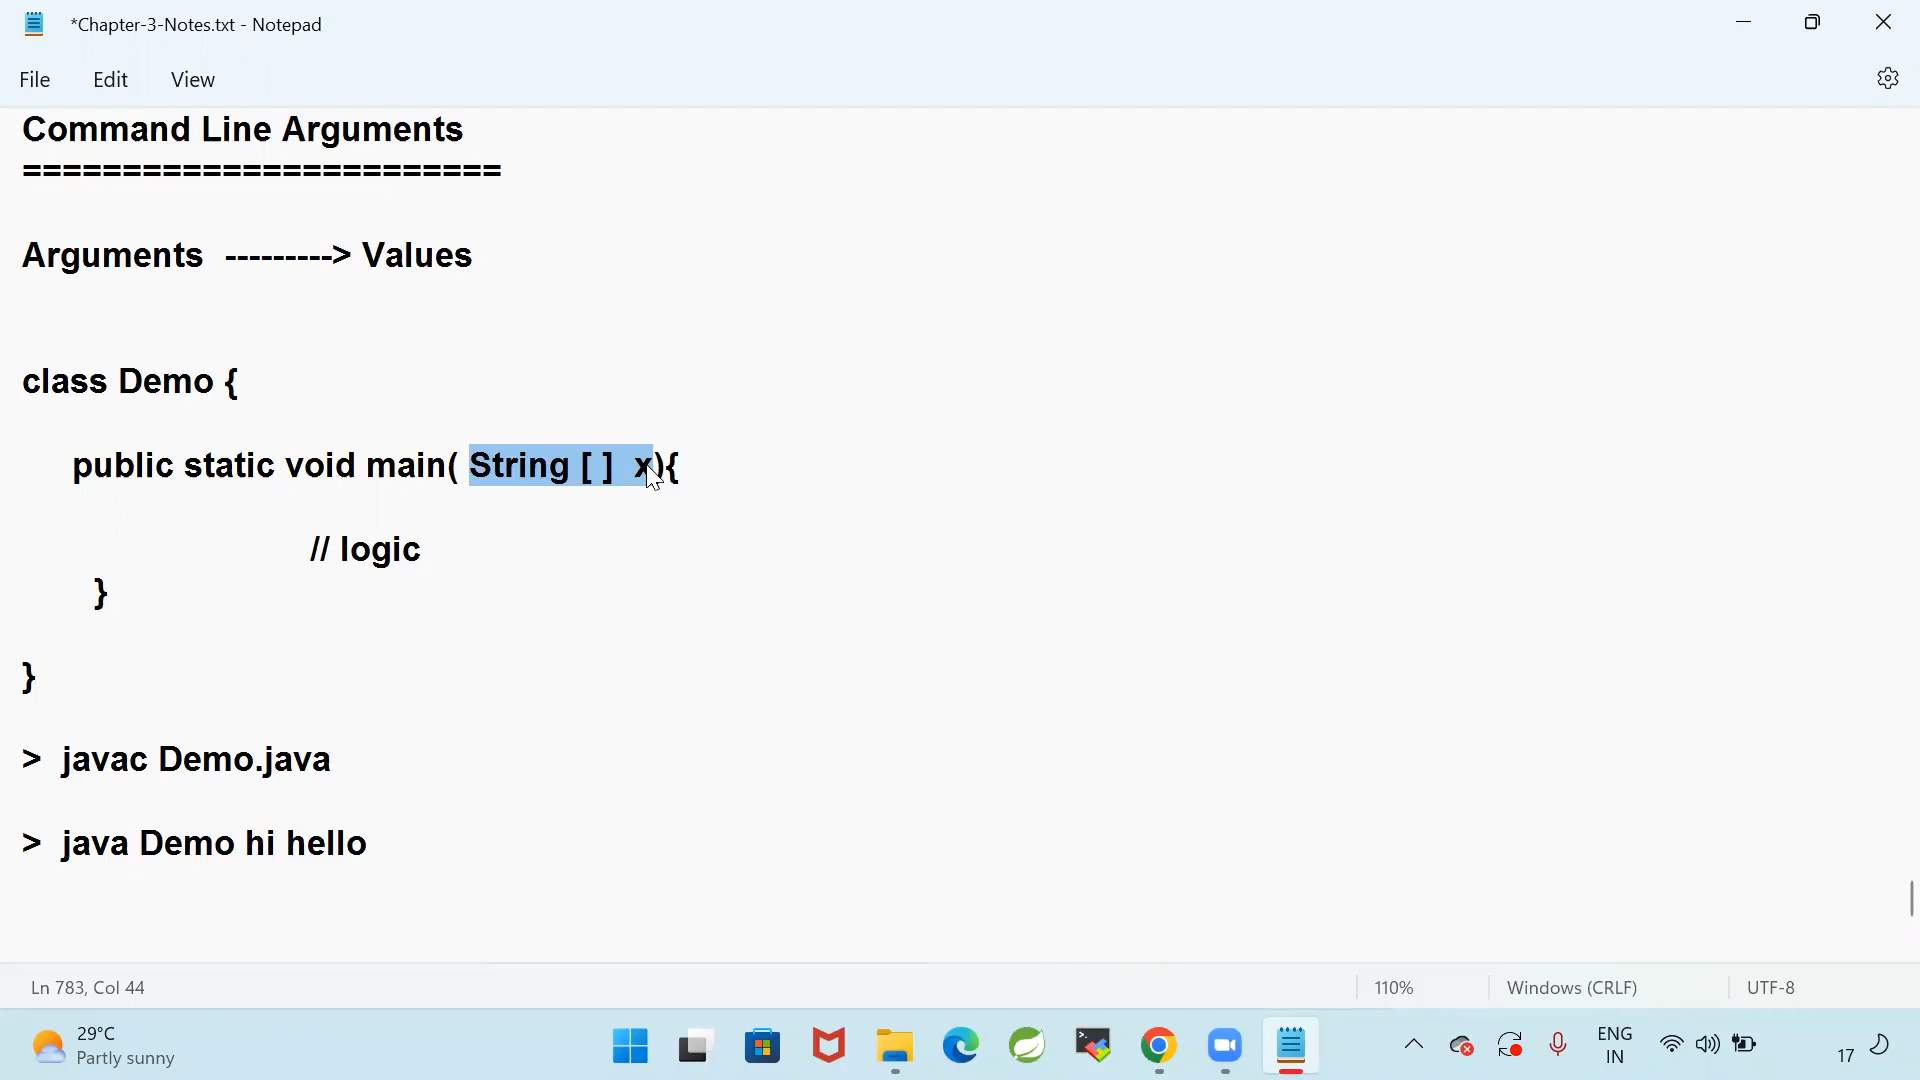 *Chapter-3-Notes.txt - Notepad
File Edit View
Command Line Arguments
========================
Arguments ---------> Values
class Demo {
public static void main( String [ ] x){
// logic
}
}
> javac Demo.java
> java Demo hi hello
Ln 783, Col 44
110%
Windows (CRLF)
UTF-8
29°C
Partly sunny
ENG
IN
17